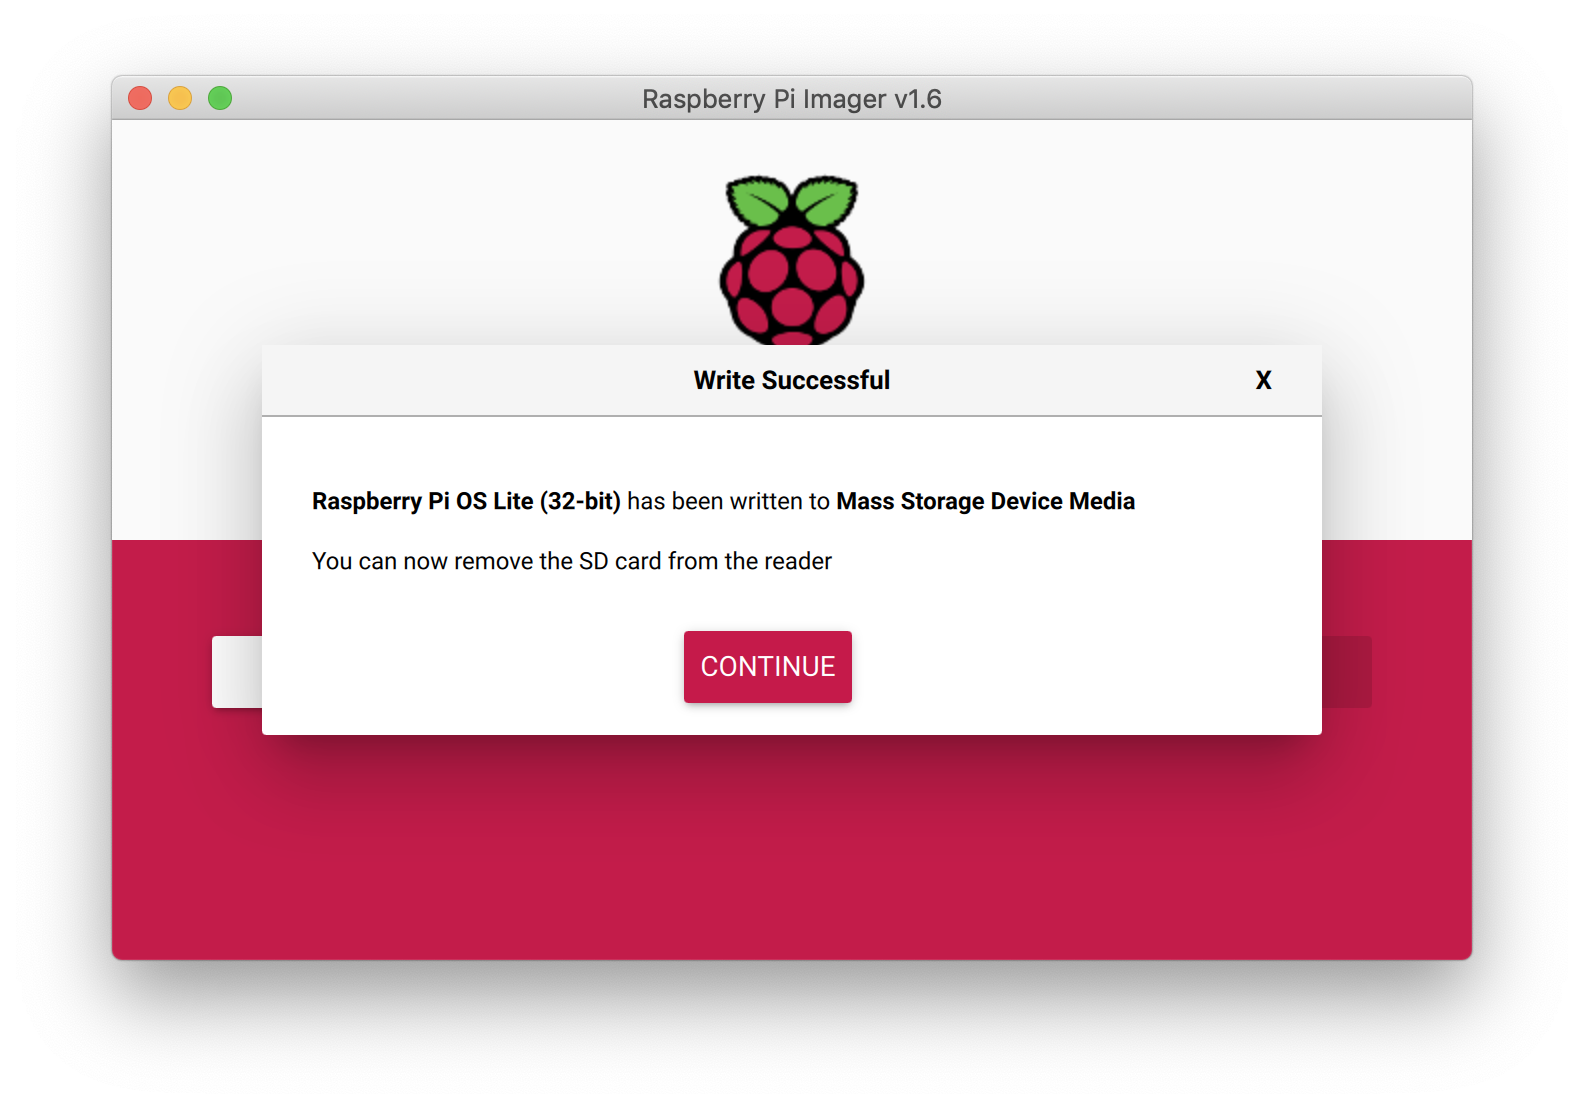 Raspberry Pi Imager v1.6
Write Successful X
Raspberry Pi OS Lite (32-bit) has been written to Mass Storage Device Media
You can now remove the SD card from the reader
CONTINUE